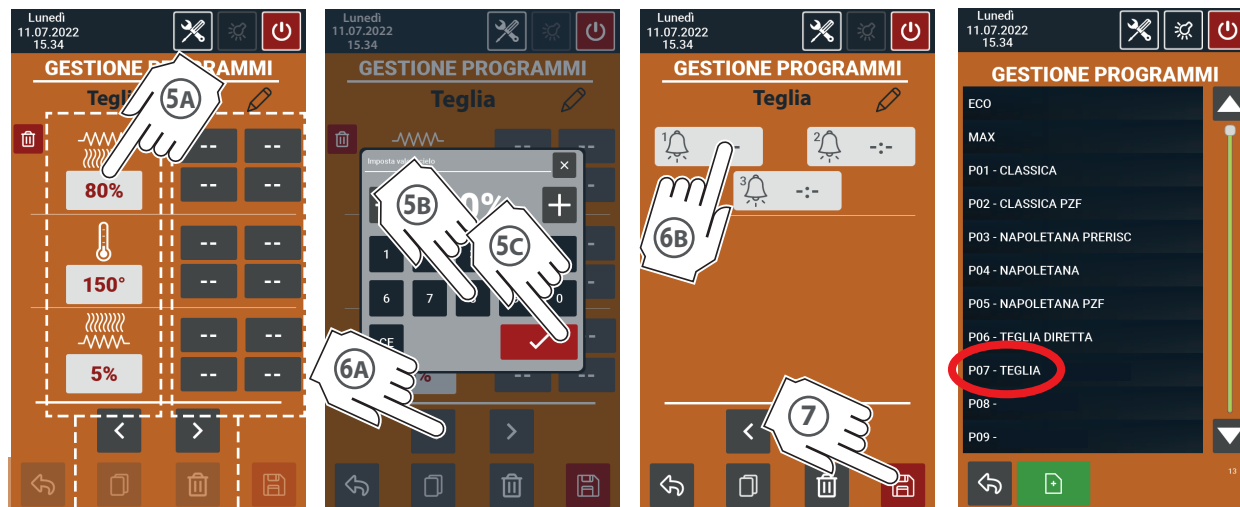 Lunedì
11.07.2022
15.34
GESTIONE PROGRAMMI
Teglia
5A
80%
-- --
-- --
150°
-- --
-- --
5%
-- --
-- --
< >
Lunedì
11.07.2022
15.34
GESTIONE PROGRAMMI
Teglia
Imposta cielo
×
5B
0%
+
5C
1
6 7 0
CE
6A
%
>
Lunedì
11.07.2022
15.34
GESTIONE PROGRAMMI
Teglia
1 -
2 -:-
3 -:-
6B
<
7
Lunedì
11.07.2022
15.34
GESTIONE PROGRAMMI
ECO
MAX
P01 - CLASSICA
P02 - CLASSICA PZF
P03 - NAPOLETANA PRERISC
P04 - NAPOLETANA
P05 - NAPOLETANA PZF
P06 - TEGLIA DIRETTA
P07 - TEGLIA
P08 -
P09 -
13